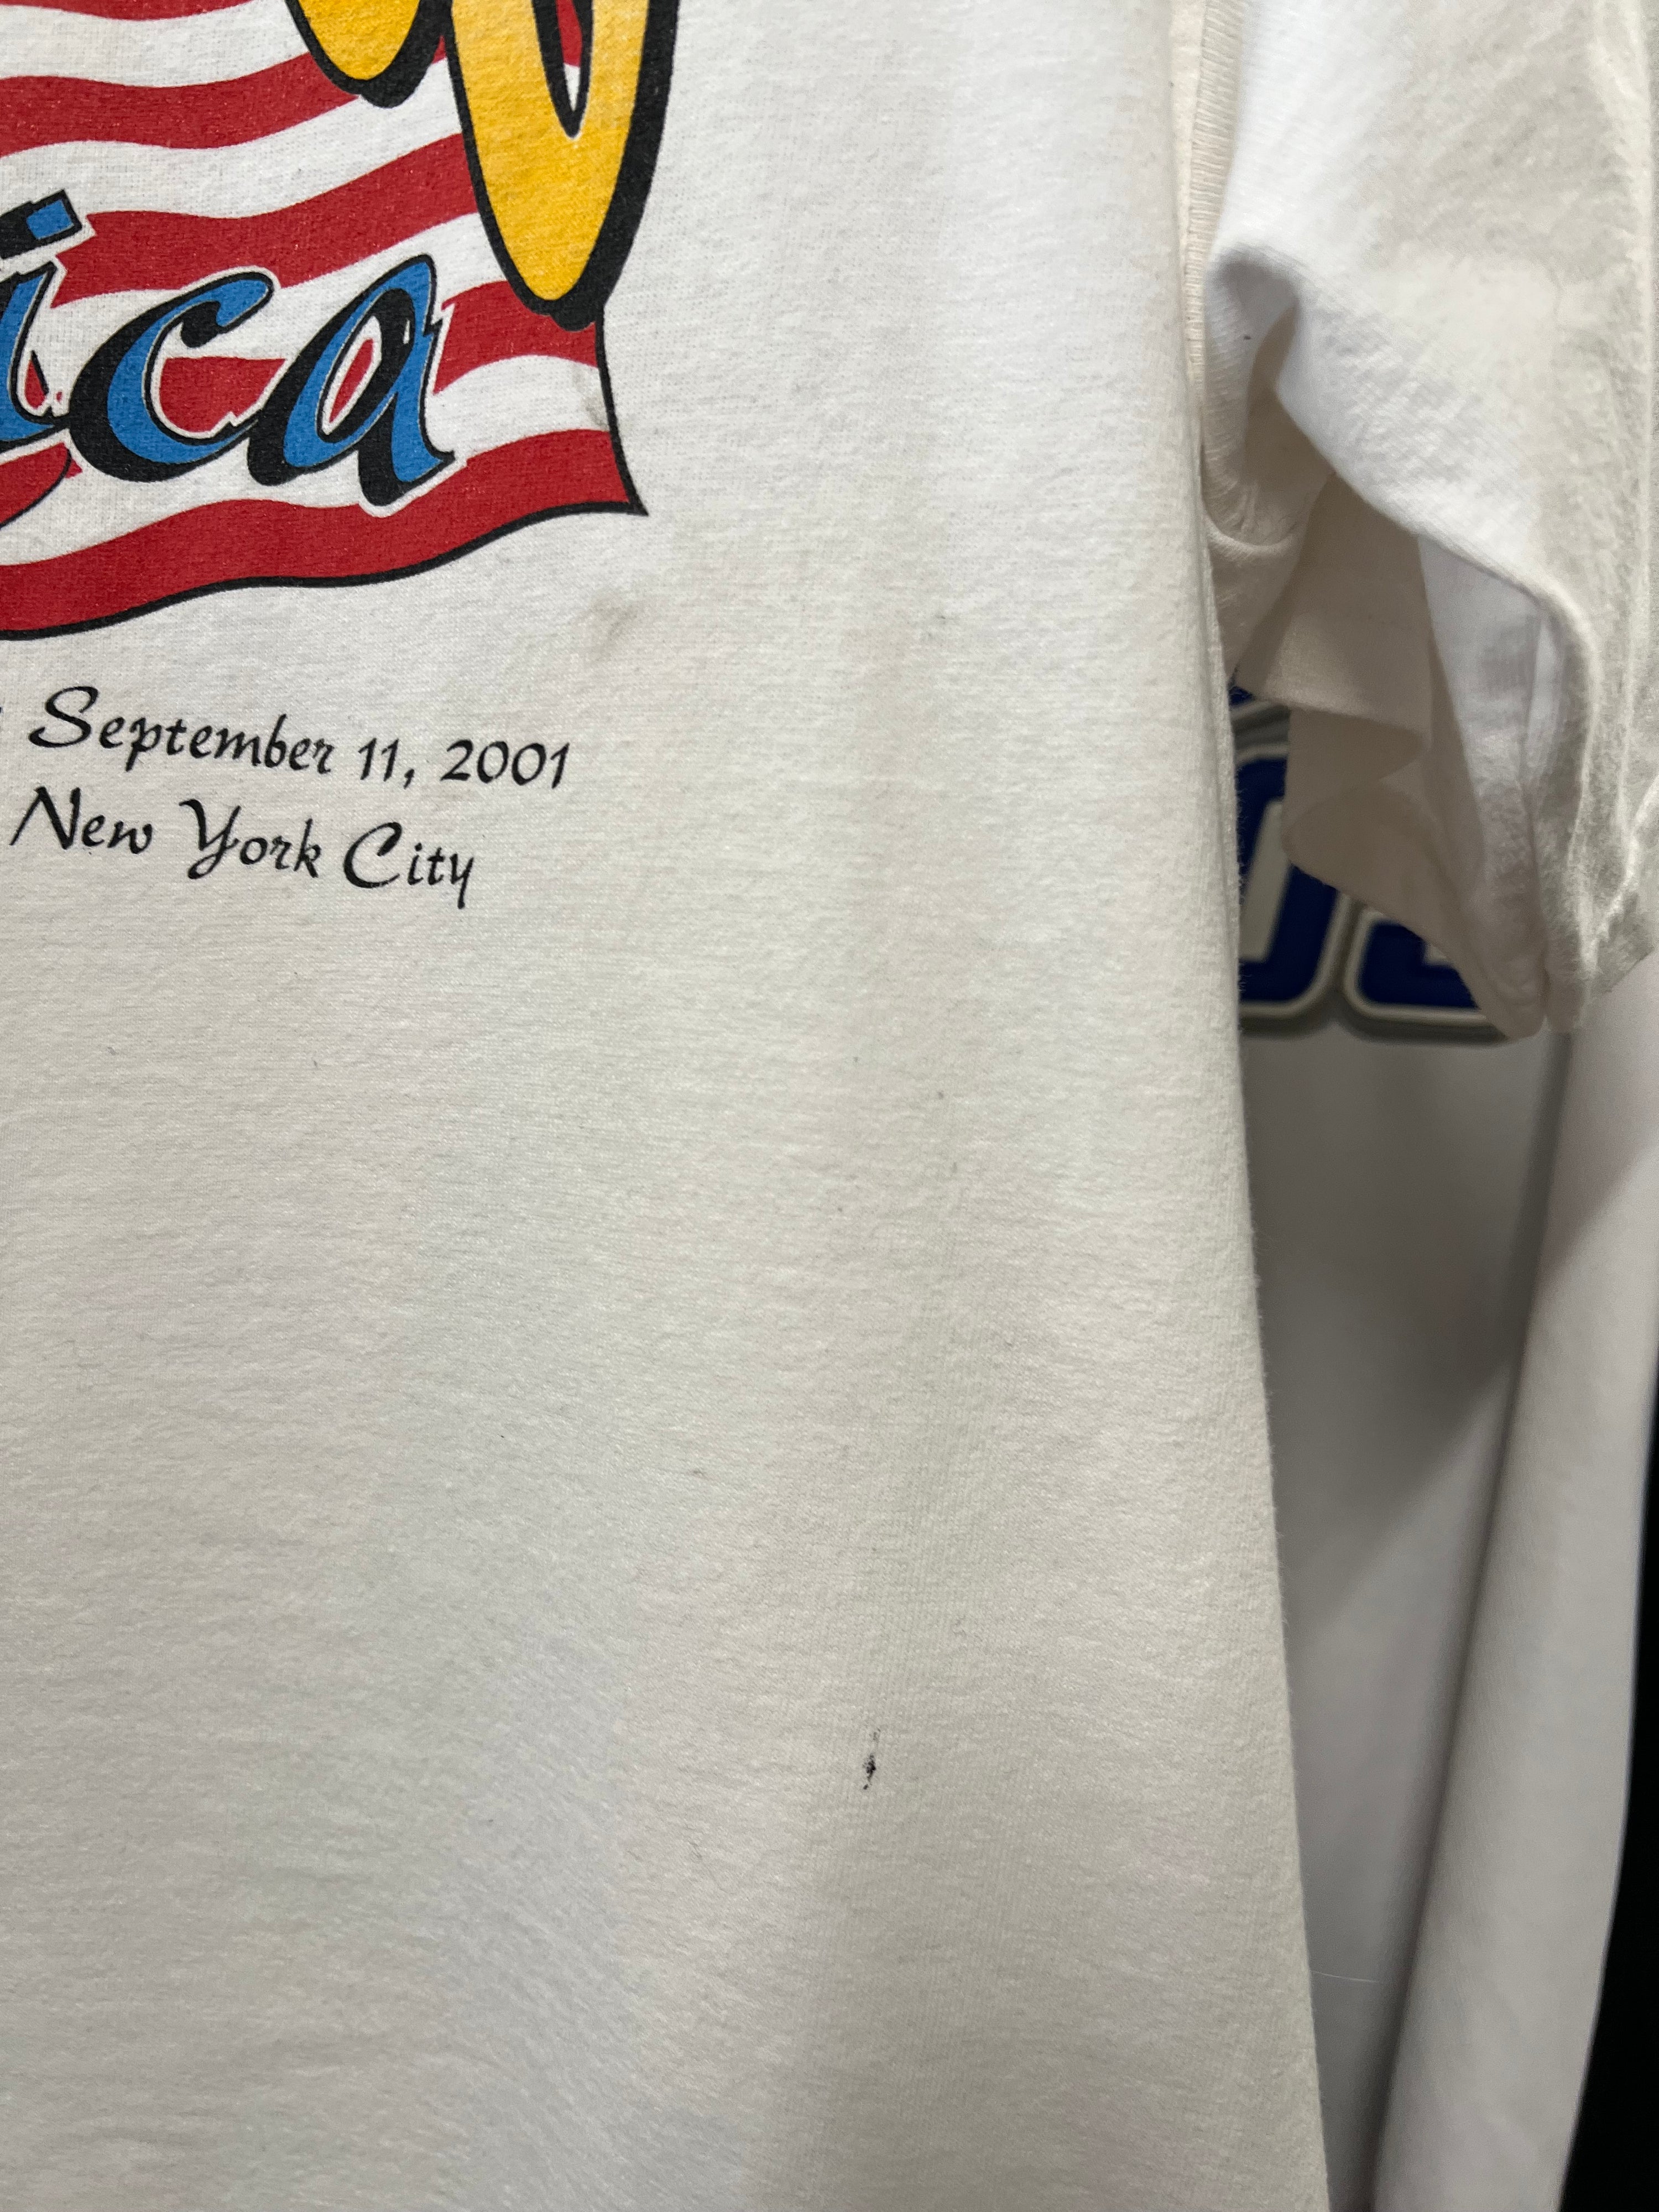 ica
September 11, 2001
New York City